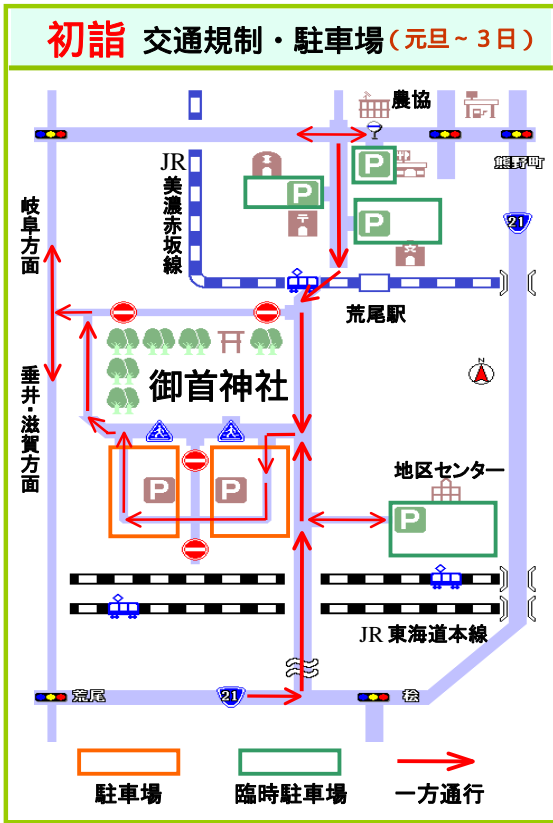 初詣 交通規制・駐車場(元旦~3日)
農協
熊野町
JR
美濃赤坂線
P
P
P
21
岐阜方面
荒尾駅
N
御首神社
垂井・滋賀方面
地区センター
P
P
P
JR 東海道本線
荒尾
21
桧
駐車場
臨時駐車場
一方通行